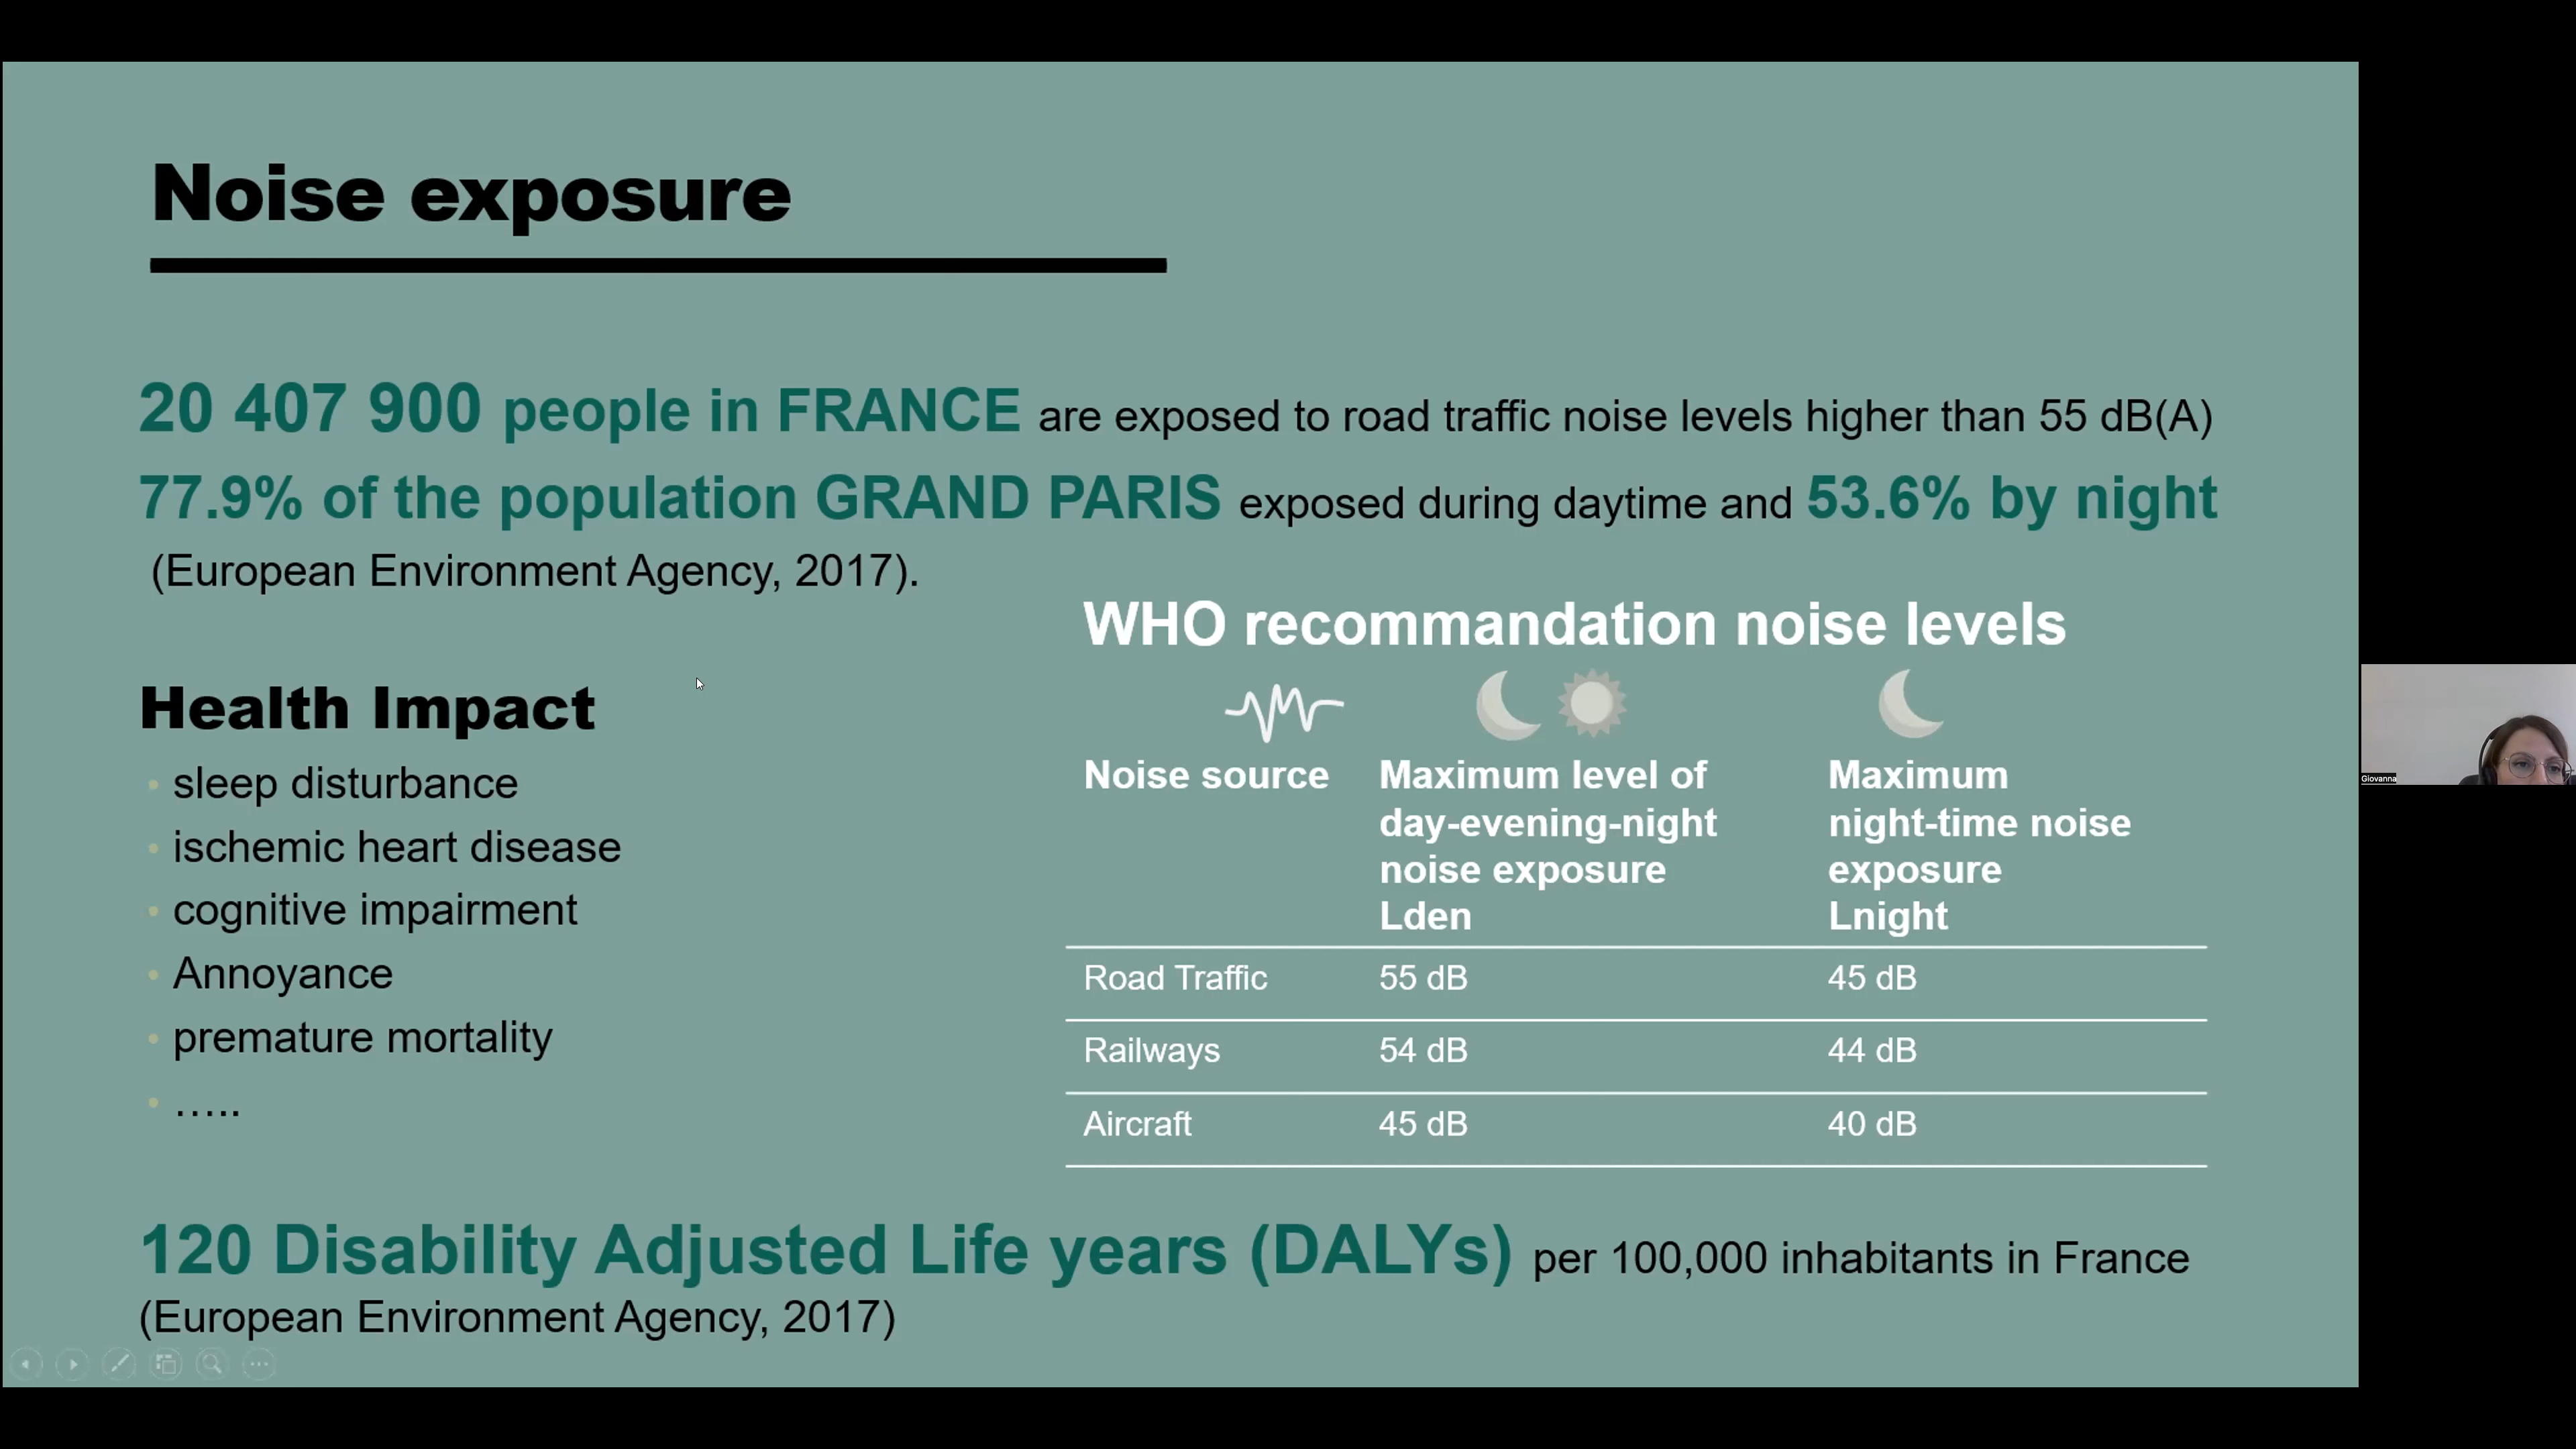 Noise exposure
20 407 900 people in FRANCE are exposed to road traffic noise levels higher than 55 dB(A)
77.9% of the population GRAND PARIS exposed during daytime and 53.6% by night
(European Environment Agency, 2017).
Health Impact
• sleep disturbance
• ischemic heart disease
• cognitive impairment
• Annoyance
• premature mortality
• …..
WHO recommandation noise levels
Noise source
Maximum level of
day-evening-night
noise exposure
Lden
Maximum
night-time noise
exposure
Lnight
Road Traffic 55 dB 45 dB
Railways 54 dB 44 dB
Aircraft 45 dB 40 dB
120 Disability Adjusted Life years (DALYs) per 100,000 inhabitants in France
(European Environment Agency, 2017)
Giovanna